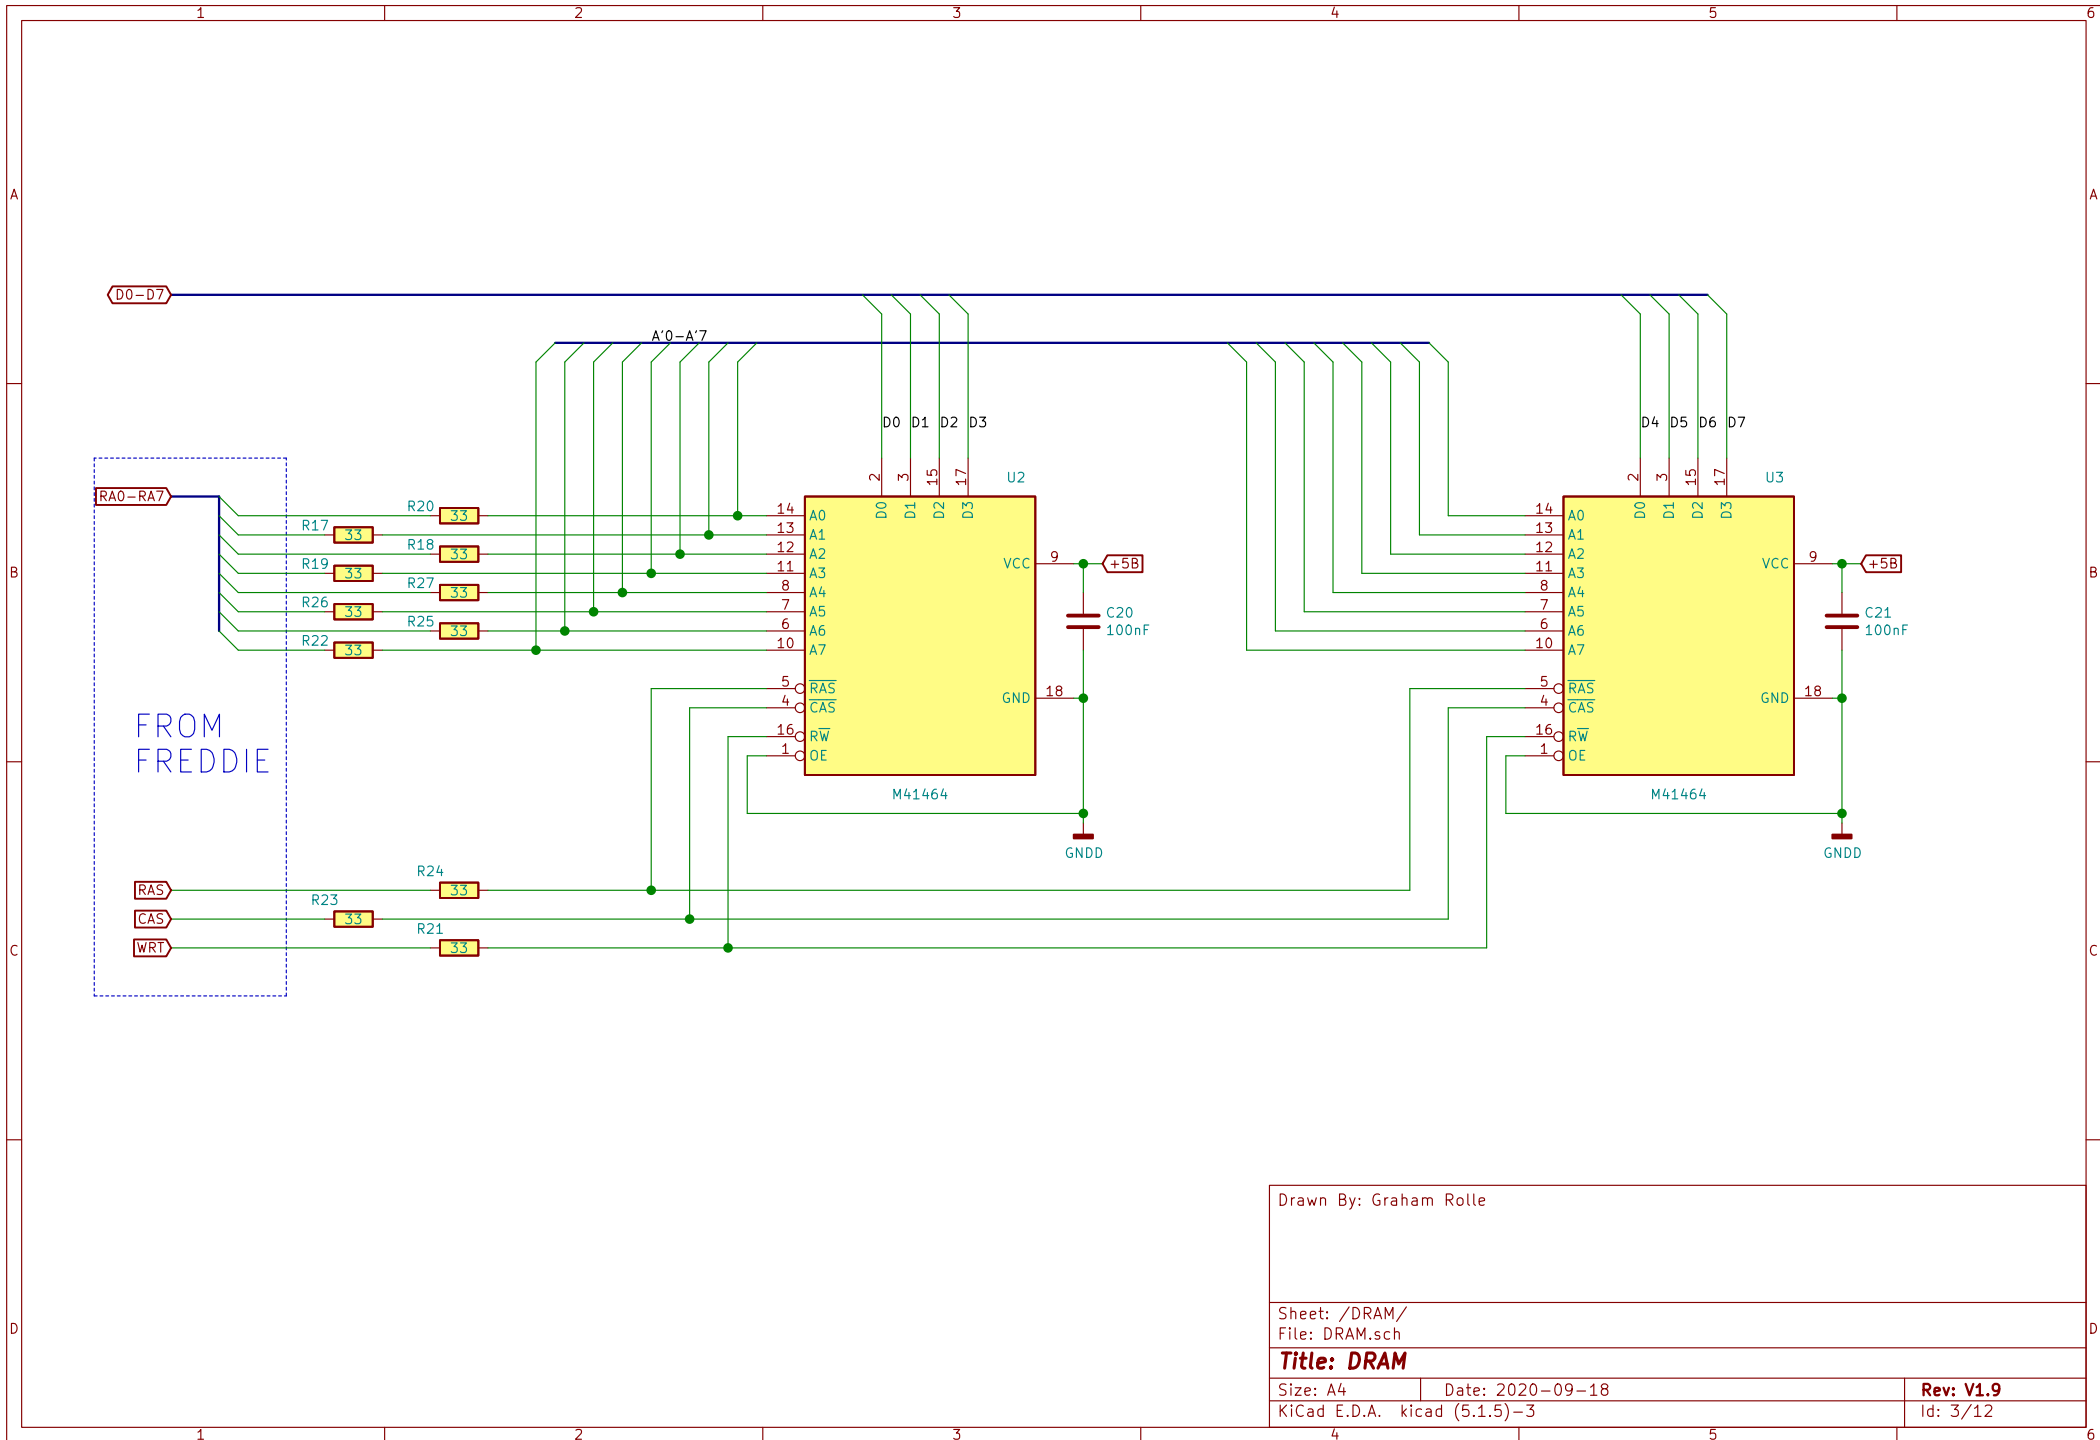 1 2 3 4 5 6
A A
D0-D7
A'0-A'7
D0 D1 D2 D3 D4 D5 D6 D7
U2 U3
2 3 15 17 2 3 15 17
RA0-RA7
D0 D1 D2 D3 D0 D1 D2 D3
R20 33 14 A0 14 A0
R17 33 13 A1 13 A1
R18 33 12 A2 12 A2
VCC 9 +5B VCC 9 +5B
B R19 33 11 A3 11 A3 B
R27 33 8 A4 8 A4
R26 33 7 A5 C20 7 A5 C21
R25 33 6 A6 100nF 6 A6 100nF
R22 33 10 A7 10 A7
5 RAS 5 RAS
GND 18 GND 18
4 CAS 4 CAS
FROM
16 RW 16 RW
FREDDIE
1 OE 1 OE
M41464 M41464
GNDD GNDD
R24
RAS 33
R23
CAS 33
R21
WRT 33
C C
Drawn By: Graham Rolle
Sheet: /DRAM/
D D
File: DRAM.sch
Title: DRAM
Size: A4 Date: 2020-09-18 Rev: V1.9
KiCad E.D.A. kicad (5.1.5)-3 Id: 3/12
1 2 3 4 5 6